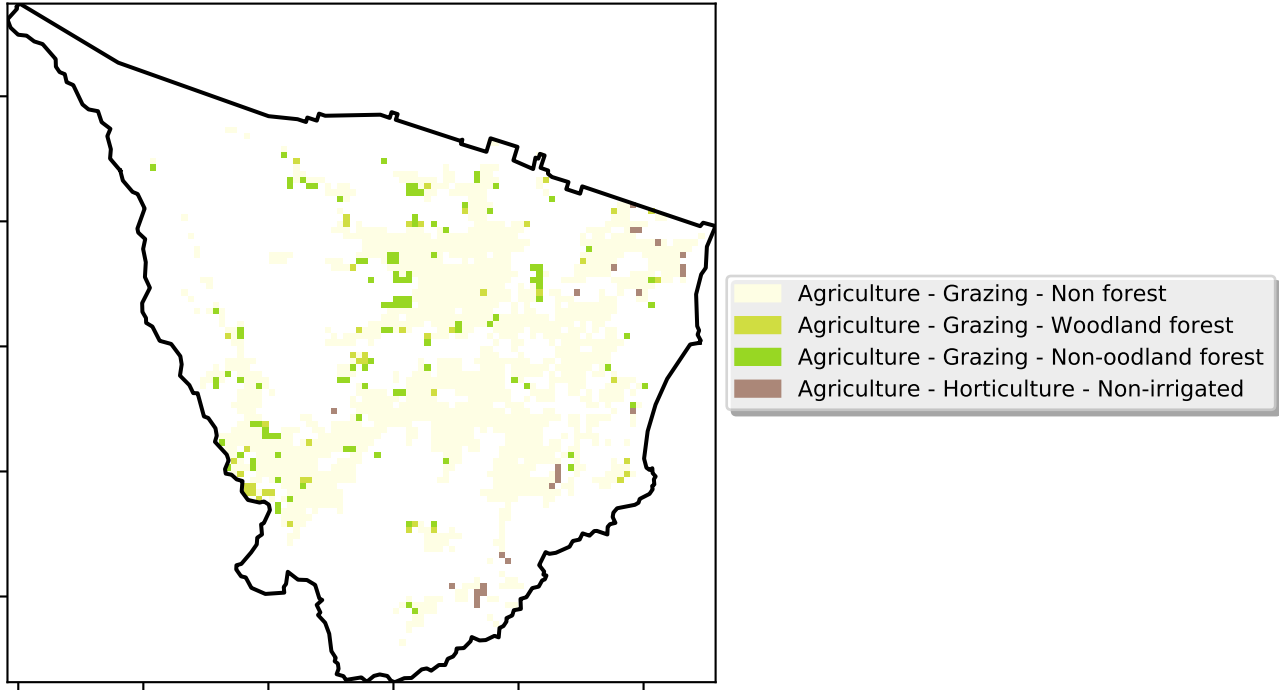 Agriculture - Grazing - Non forest
Agriculture - Grazing - Woodland forest
Agriculture - Grazing - Non-oodland forest
Agriculture - Horticulture - Non-irrigated